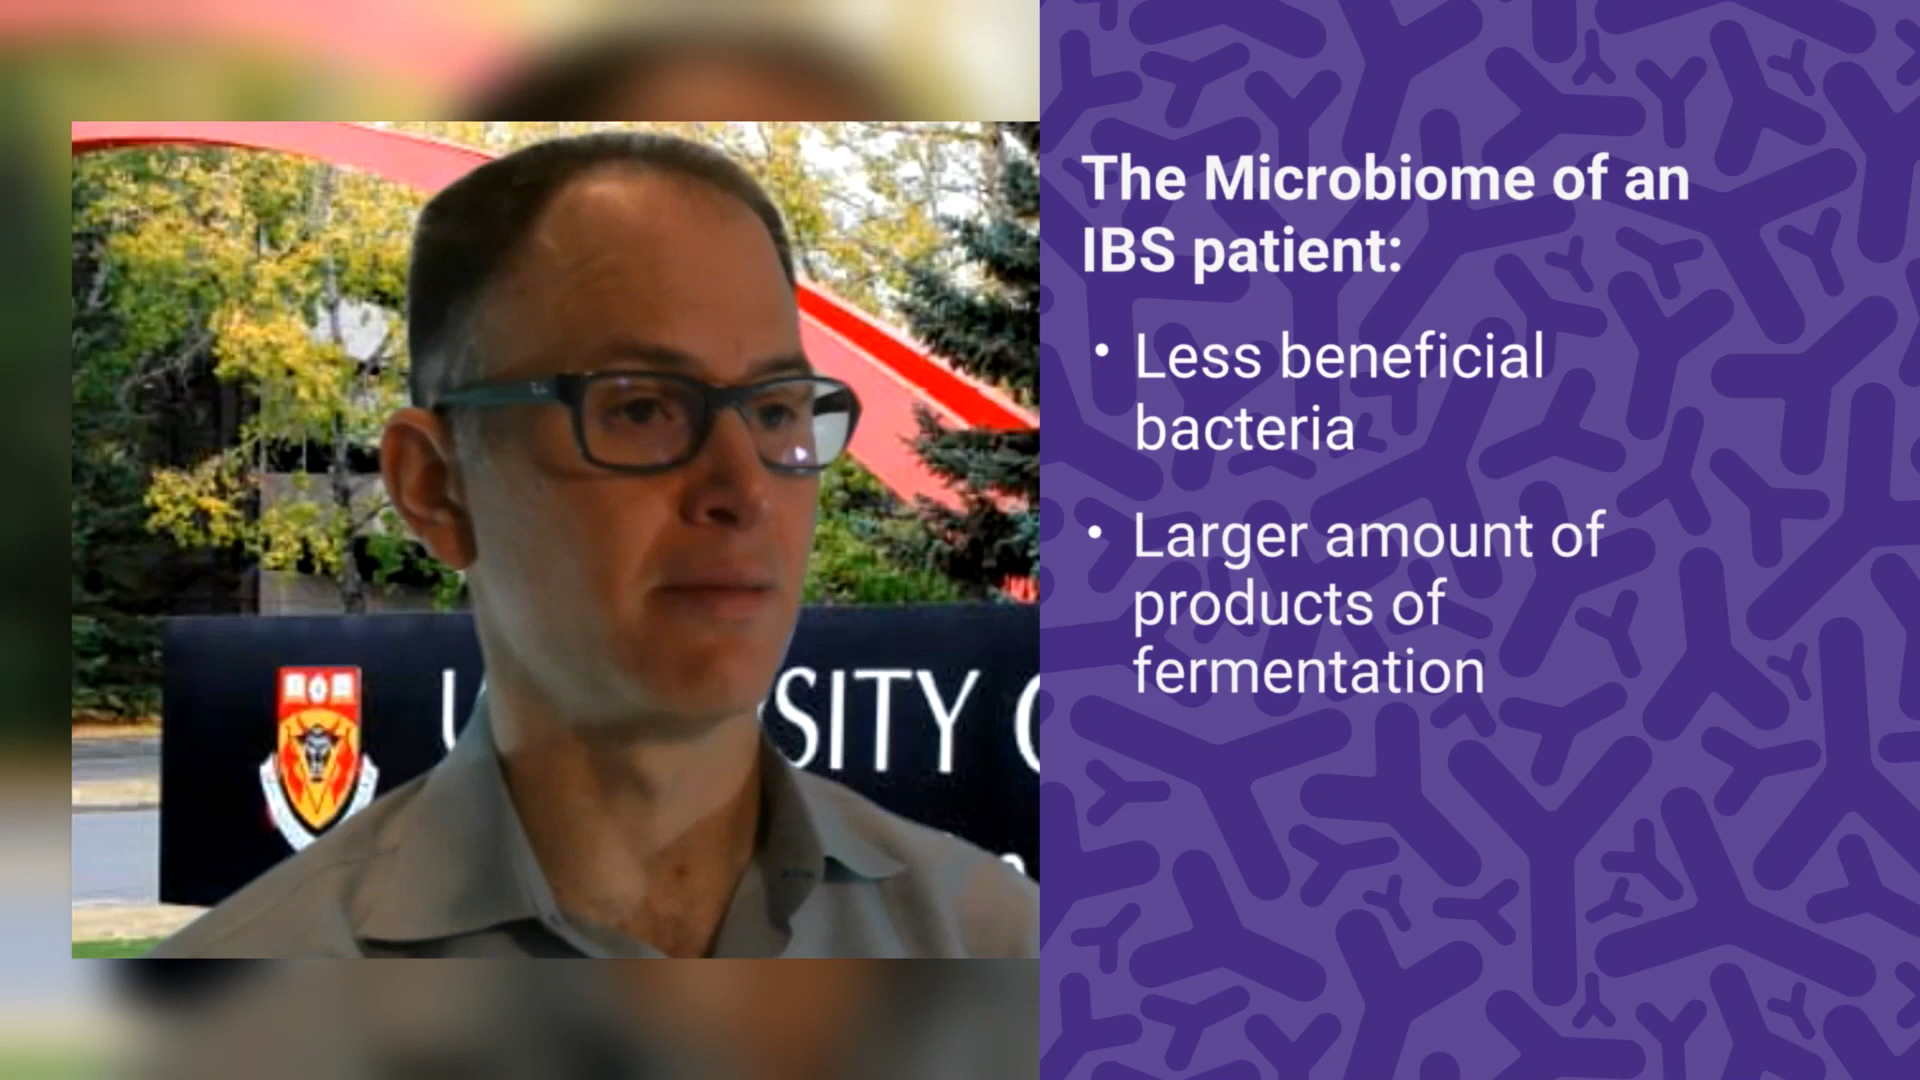 The Microbiome of an
IBS patient:
• Less beneficial
bacteria
• Larger amount of
products of
fermentation
SITY